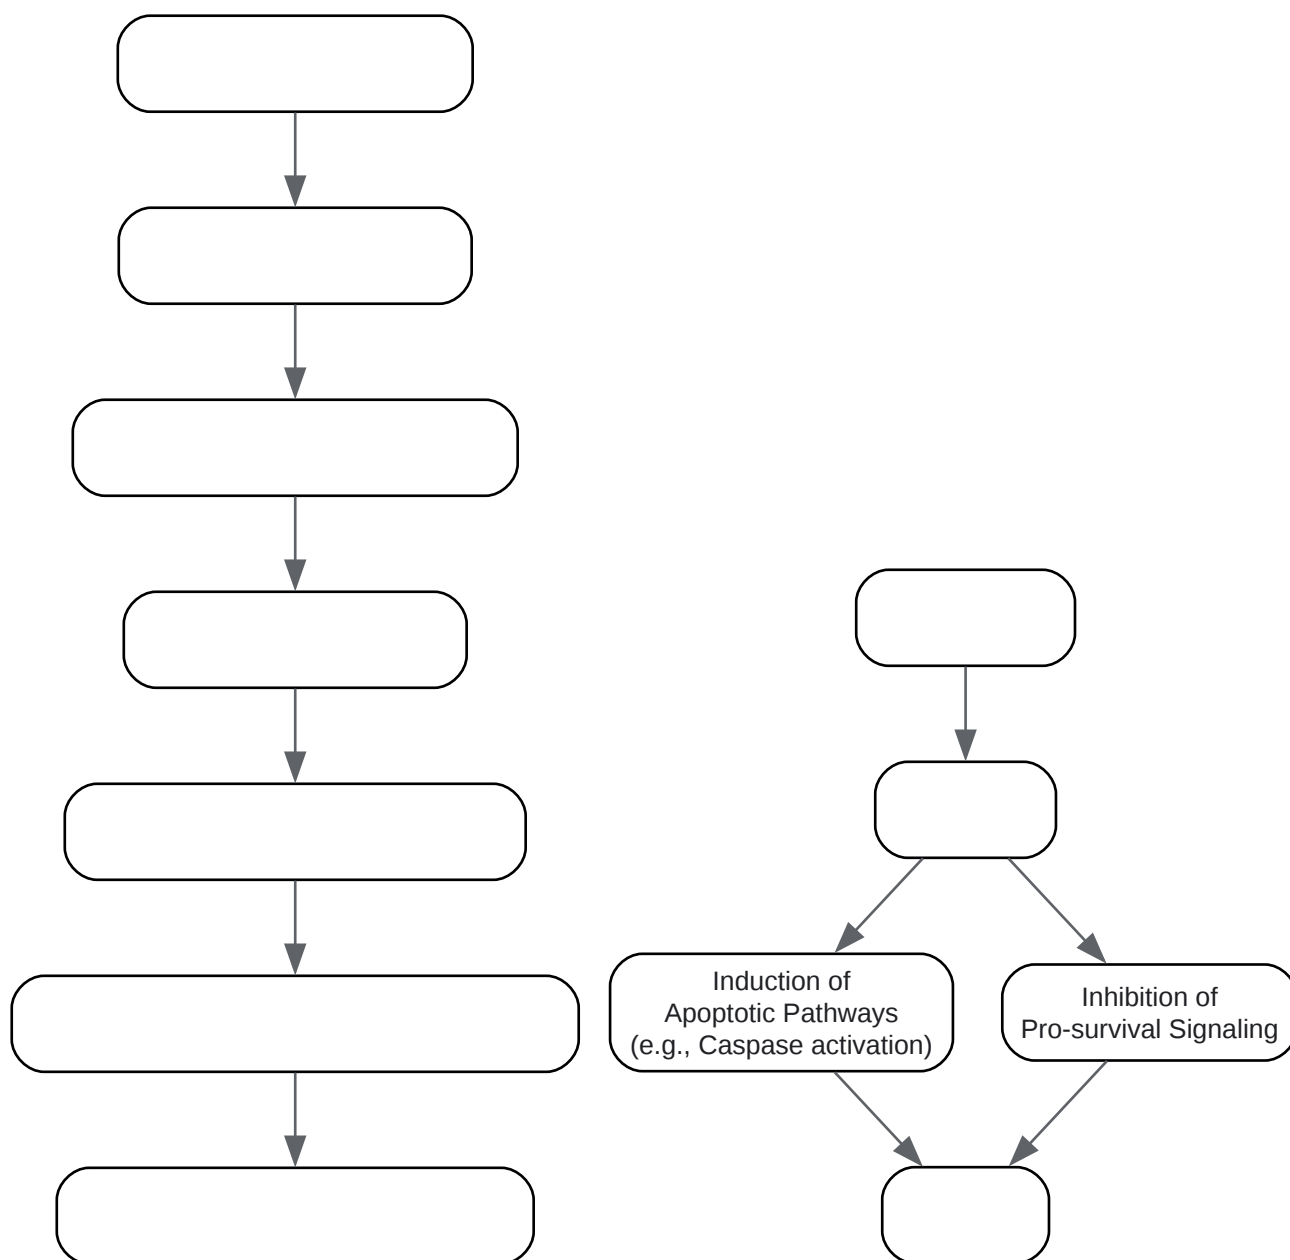 Induction of
Apoptotic Pathways
(e.g., Caspase activation)
Inhibition of
Pro-survival Signaling